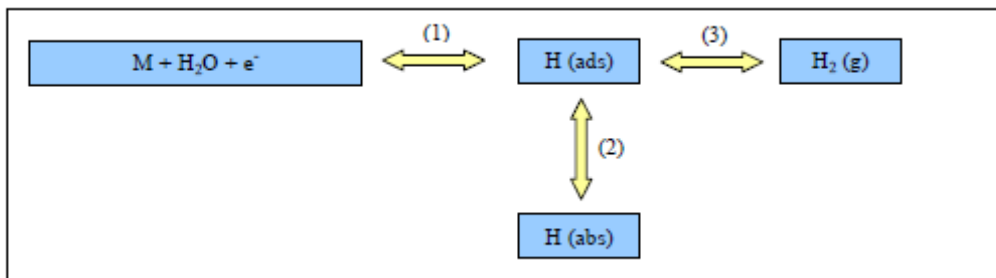 (1)
(3)
M + H₂O + e⁻
H (ads)
H₂ (g)
(2)
H (abs)